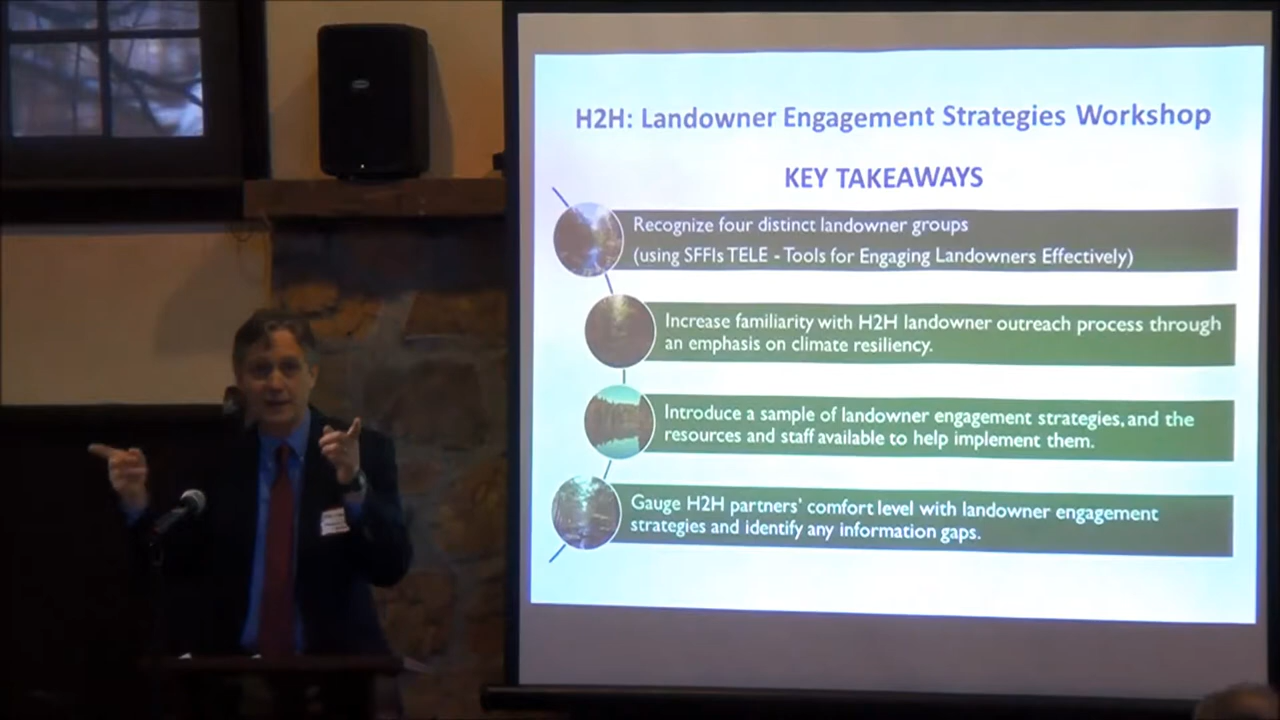 H2H: Landowner Engagement Strategies Workshop
KEY TAKEAWAYS
Recognize four distinct landowner groups
(using SFFIs TELE - Tools for Engaging Landowners Effectively)
Increase familiarity with H2H landowner outreach process through
an emphasis on climate resiliency.
Introduce a sample of landowner engagement strategies, and the
resources and staff available to help implement them.
Gauge H2H partners' comfort level with landowner engagement
strategies and identify any information gaps.